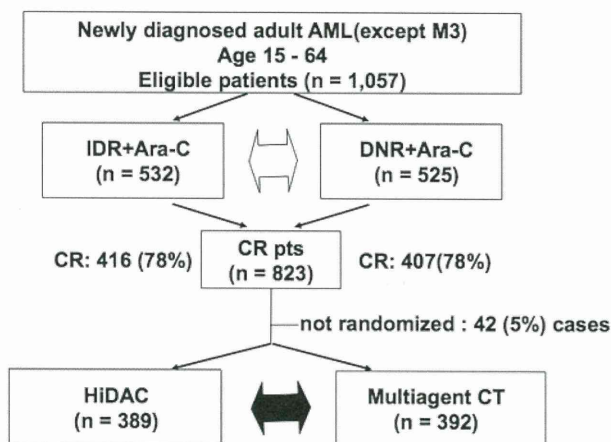 Newly diagnosed adult AML(except M3)
Age 15 - 64
Eligible patients (n = 1,057)
IDR+Ara-C
(n = 532)
DNR+Ara-C
(n = 525)
CR: 416 (78%)
CR pts
(n = 823)
CR: 407(78%)
not randomized : 42 (5%) cases
HiDAC
(n = 389)
Multiagent CT
(n = 392)